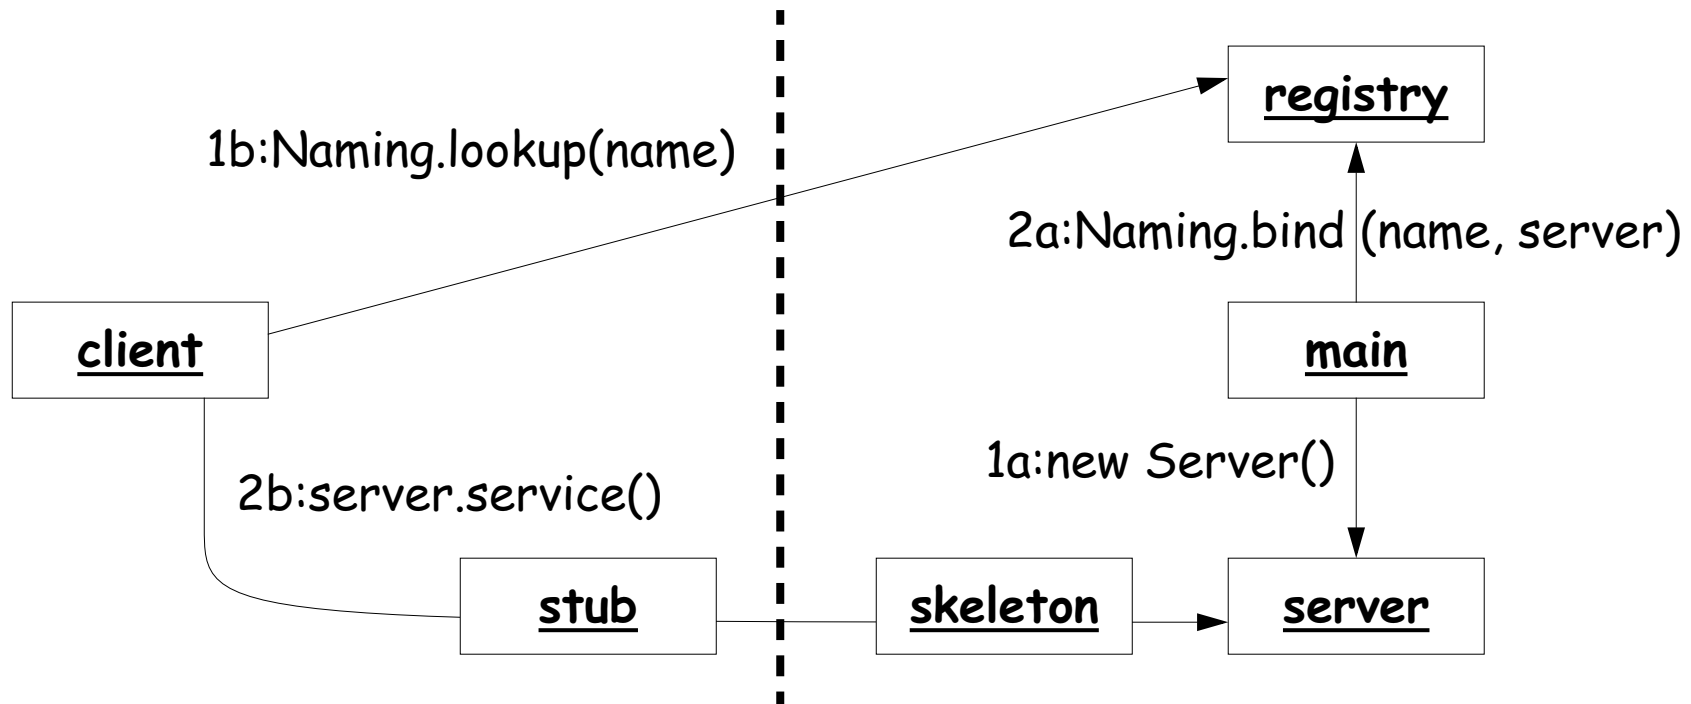 registry
1b:Naming.lookup(name)
2a:Naming.bind (name, server)
client
main
1a:new Server()
2b:server.service()
stub
skeleton
server